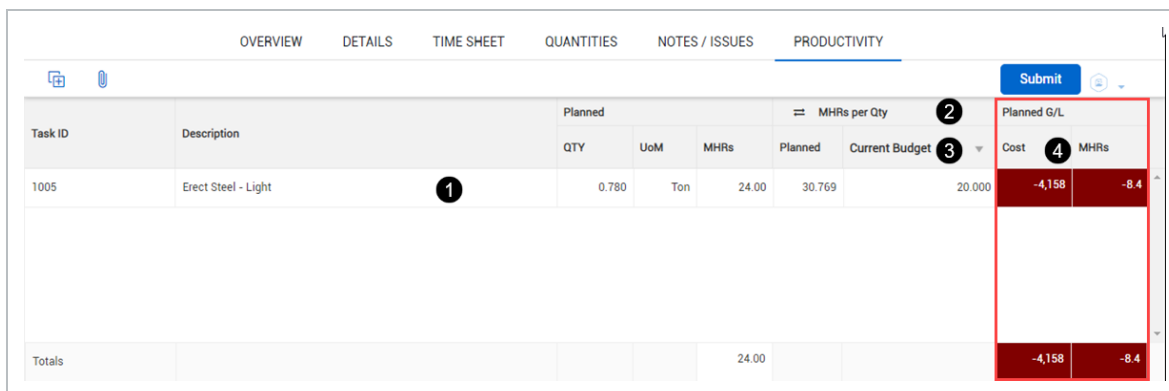 OVERVIEW DETAILS TIME SHEET QUANTITIES NOTES / ISSUES PRODUCTIVITY
Submit
Task ID Description Planned MHRs per Qty 2 Planned G/L
QTY UoM MHRs Planned Current Budget 3 Cost 4 MHRs
1005 Erect Steel - Light 1 0.780 Ton 24.00 30.769 20.000 -4,158 -8.4
Totals 24.00 -4,158 -8.4